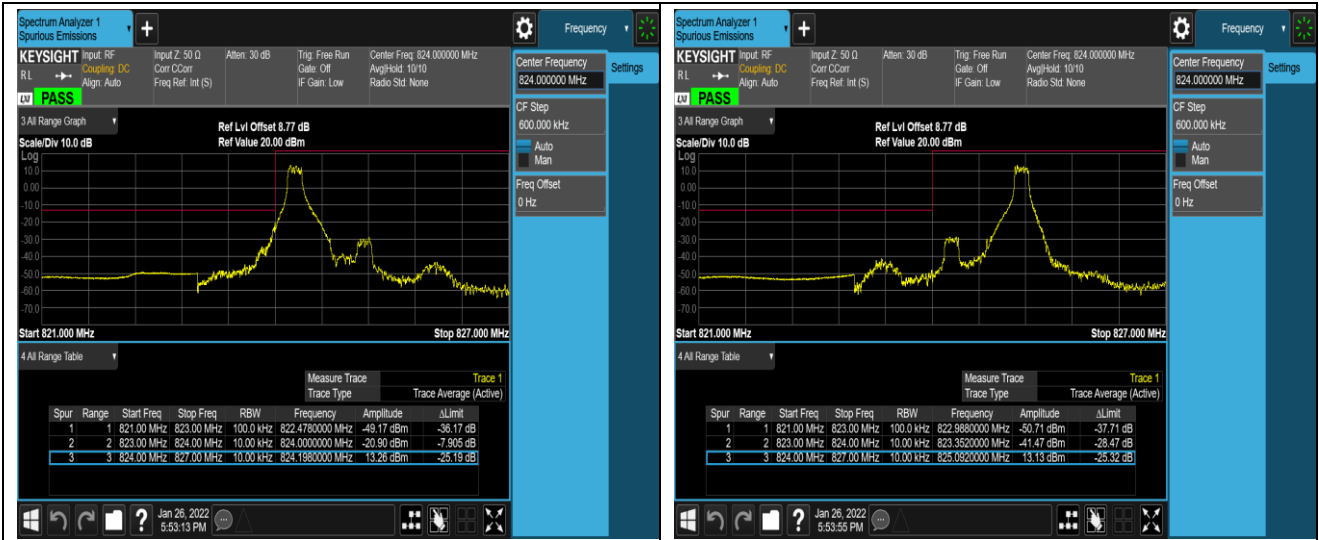 Spectrum Analyzer 1
Spurious Emissions
Frequency
KEYSIGHT Input: RF Input Z: 50 Ω Atten: 30 dB Trig: Free Run Center Freq: 824.000000 MHz
RL Coupling: DC Corr CCorr Gate: Off Avg|Hold: 10/10
Align: Auto Freq Ref: Int (S) IF Gain: Low Radio Std: None
LXI PASS
Center Frequency
824.000000 MHz
Settings
CF Step
600.000 kHz
Auto
Man
Freq Offset
0 Hz
3 All Range Graph
Ref Lvl Offset 8.77 dB
Scale/Div 10.0 dB Ref Value 20.00 dBm
Log
10.0
0.00
-10.0
-20.0
-30.0
-40.0
-50.0
-60.0
-70.0
Start 821.000 MHz Stop 827.000 MHz
4 All Range Table
Measure Trace Trace 1
Trace Type Trace Average (Active)
Spur Range Start Freq Stop Freq RBW Frequency Amplitude ΔLimit
1 1 821.00 MHz 823.00 MHz 100.0 kHz 822.4780000 MHz -49.17 dBm -36.17 dB
2 2 823.00 MHz 824.00 MHz 10.00 kHz 824.0000000 MHz -20.90 dBm -7.905 dB
3 3 824.00 MHz 827.00 MHz 10.00 kHz 824.1980000 MHz 13.26 dBm -25.19 dB
?
Jan 26, 2022
5:53:13 PM
Spectrum Analyzer 1
Spurious Emissions
Frequency
KEYSIGHT Input: RF Input Z: 50 Ω Atten: 30 dB Trig: Free Run Center Freq: 824.000000 MHz
RL Coupling: DC Corr CCorr Gate: Off Avg|Hold: 10/10
Align: Auto Freq Ref: Int (S) IF Gain: Low Radio Std: None
LXI PASS
Center Frequency
824.000000 MHz
Settings
CF Step
600.000 kHz
Auto
Man
Freq Offset
0 Hz
3 All Range Graph
Ref Lvl Offset 8.77 dB
Scale/Div 10.0 dB Ref Value 20.00 dBm
Log
10.0
0.00
-10.0
-20.0
-30.0
-40.0
-50.0
-60.0
-70.0
Start 821.000 MHz Stop 827.000 MHz
4 All Range Table
Measure Trace Trace 1
Trace Type Trace Average (Active)
Spur Range Start Freq Stop Freq RBW Frequency Amplitude ΔLimit
1 1 821.00 MHz 823.00 MHz 100.0 kHz 822.9880000 MHz -50.71 dBm -37.71 dB
2 2 823.00 MHz 824.00 MHz 10.00 kHz 823.3520000 MHz -41.47 dBm -28.47 dB
3 3 824.00 MHz 827.00 MHz 10.00 kHz 825.0920000 MHz 13.13 dBm -25.32 dB
?
Jan 26, 2022
5:53:55 PM